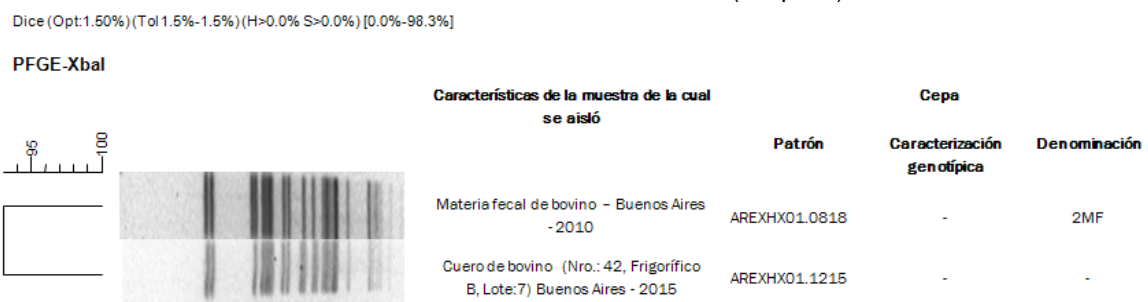 Dice (Opt:1.50%) (Tol 1.5%-1.5%) (H>0.0% S>0.0%) [0.0%-98.3%]
PFGE-XbaI
Características de la muestra de la cual
se aisló
Cepa
Patrón
Caracterización
genotípica
Denominación
95
100
Materia fecal de bovino – Buenos Aires
- 2010
AREXHX01.0818
-
2MF
Cuero de bovino (Nro.: 42, Frigorífico
B, Lote:7) Buenos Aires - 2015
AREXHX01.1215
-
-